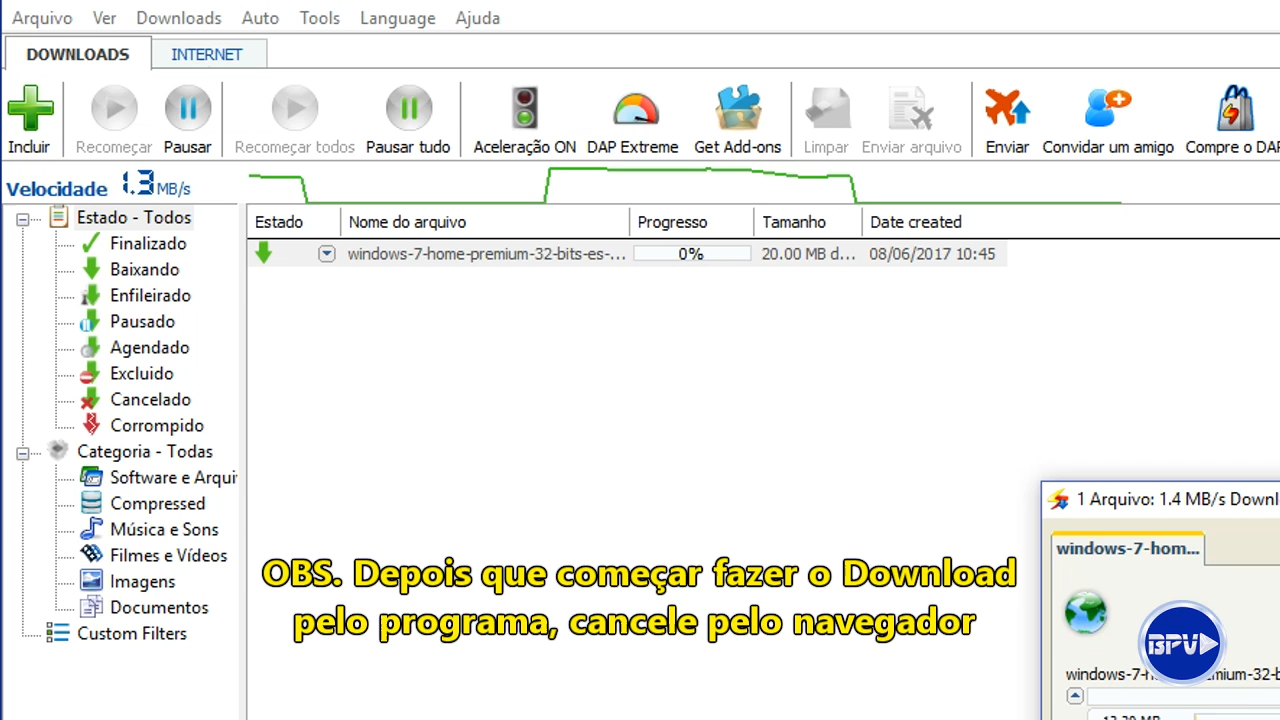 Arquivo Ver Downloads Auto Tools Language Ajuda
DOWNLOADS INTERNET
Incluir Recomeçar Pausar Recomeçar todos Pausar tudo Aceleração ON DAP Extreme Get Add-ons Limpar Enviar arquivo Enviar Convidar um amigo Compre o DAP
Velocidade 1.3 MB/s
Estado - Todos
Finalizado
Baixando
Enfileirado
Pausado
Agendado
Excluido
Cancelado
Corrompido
Categoria - Todas
Software e Arqui
Compressed
Música e Sons
Filmes e Vídeos
Imagens
Documentos
Custom Filters
Estado Nome do arquivo Progresso Tamanho Date created
windows-7-home-premium-32-bits-es-... 0% 20.00 MB d... 08/06/2017 10:45
OBS. Depois que começar fazer o Download
pelo programa, cancele pelo navegador
1 Arquivo: 1.4 MB/s Downl
windows-7-hom...
BPV